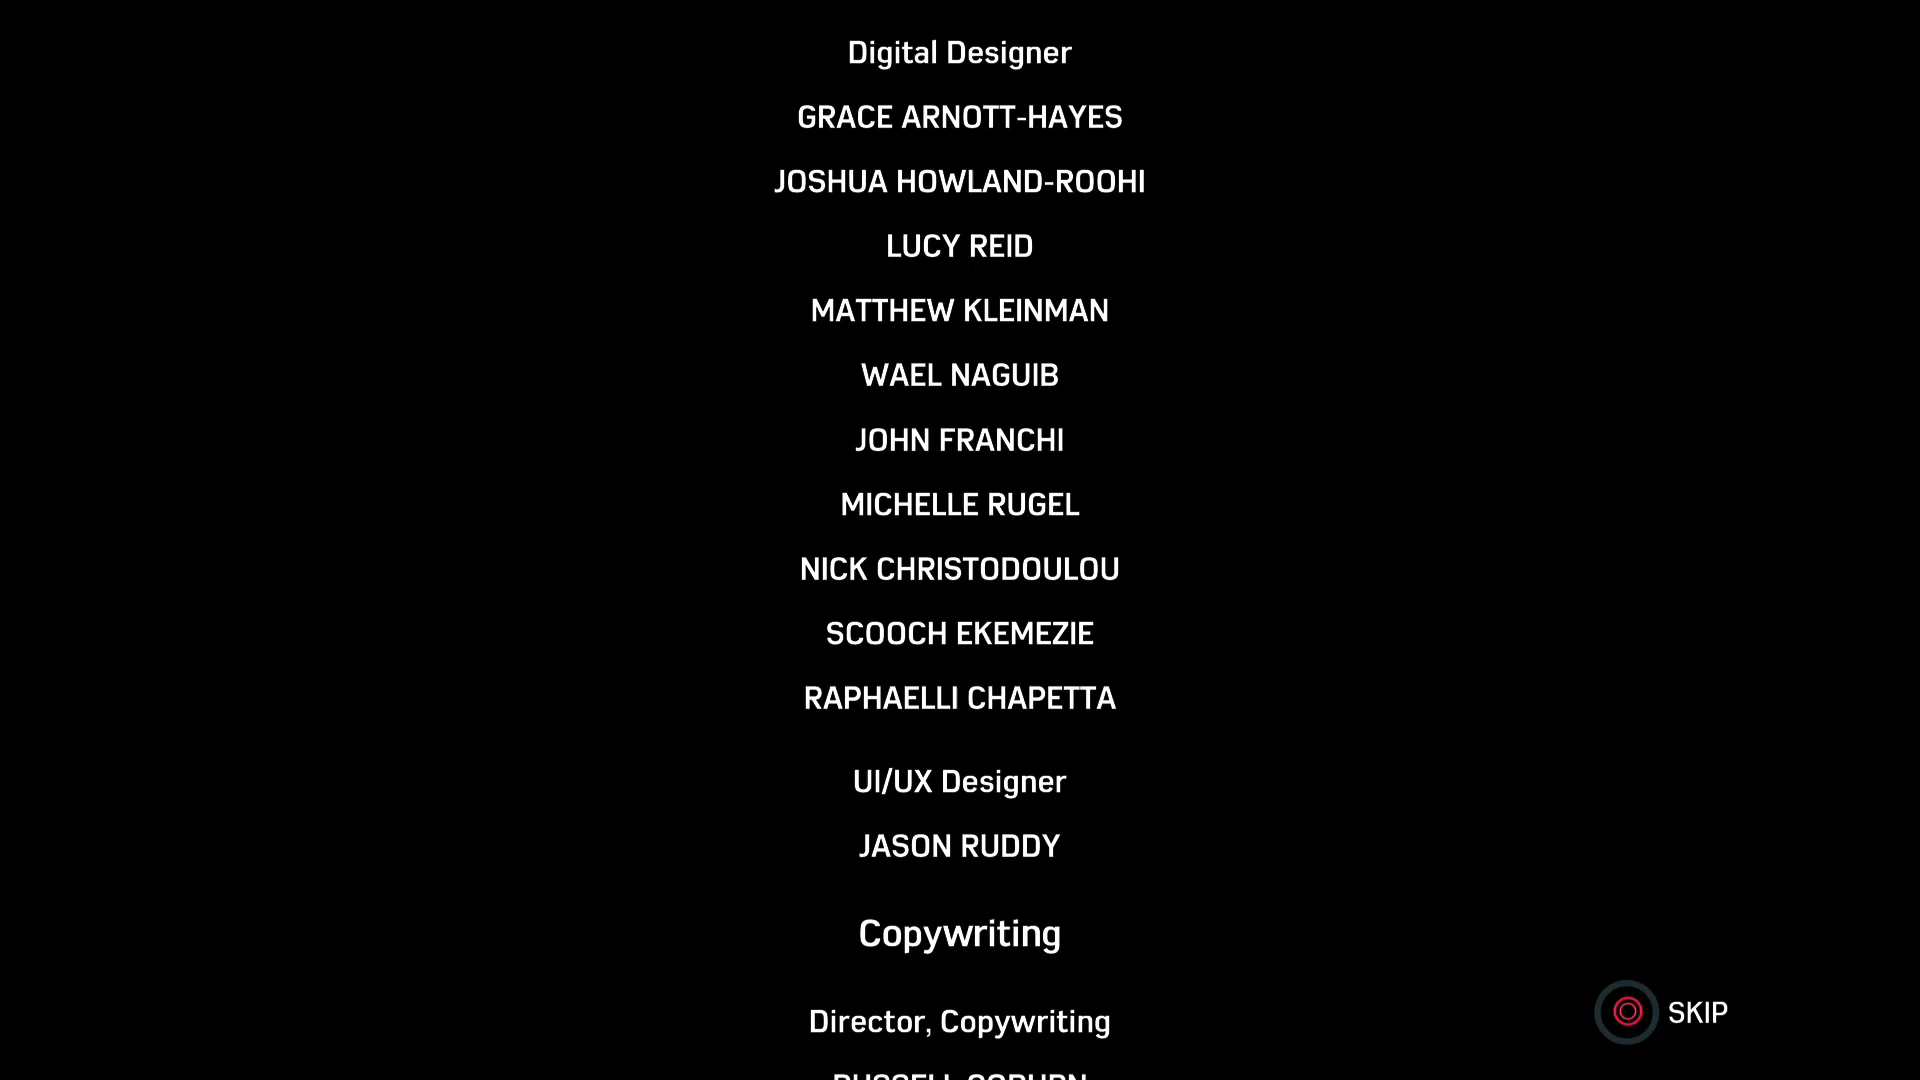 Digital Designer
GRACE ARNOTT-HAYES
JOSHUA HOWLAND-ROOHI
LUCY REID
MATTHEW KLEINMAN
WAEL NAGUIB
JOHN FRANCHI
MICHELLE RUGEL
NICK CHRISTODOULOU
SCOOCH EKEMEZIE
RAPHAELLI CHAPETTA
UI/UX Designer
JASON RUDDY
Copywriting
SKIP
Director, Copywriting